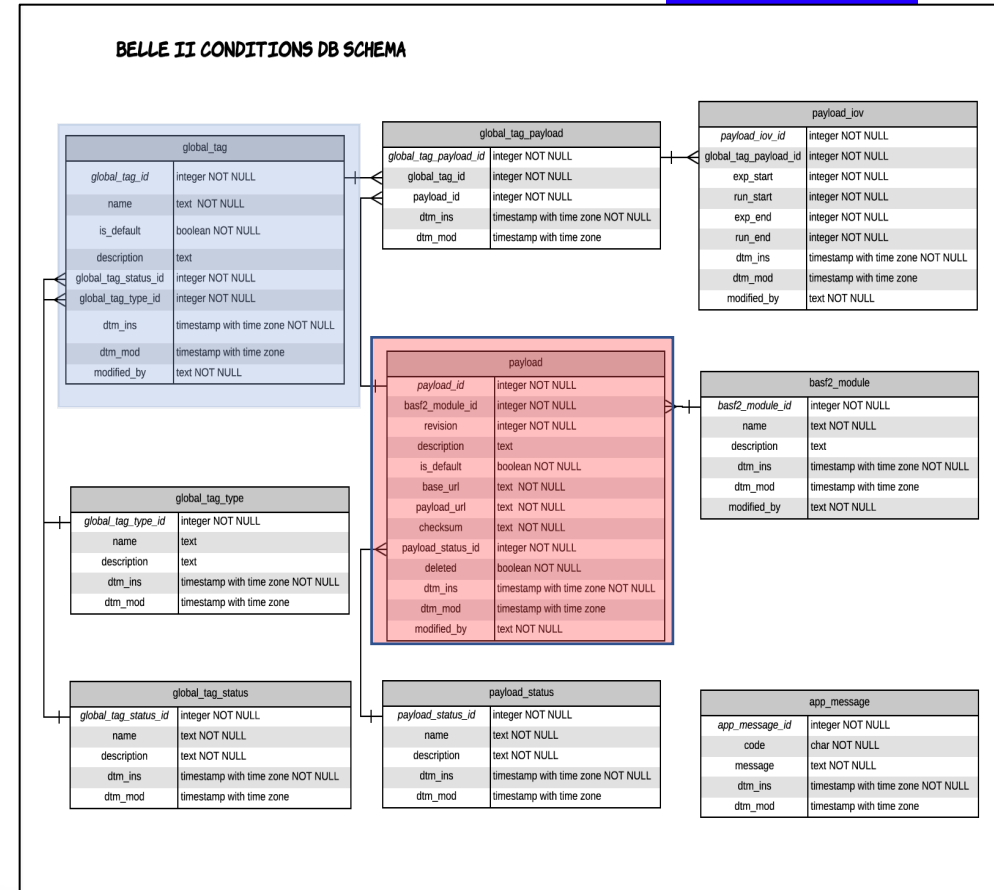 BELLE II CONDITIONS DB SCHEMA
global_tag
global_tag_id integer NOT NULL
name text NOT NULL
is_default boolean NOT NULL
description text
global_tag_status_id integer NOT NULL
global_tag_type_id integer NOT NULL
dtm_ins timestamp with time zone NOT NULL
dtm_mod timestamp with time zone
modified_by text NOT NULL
global_tag_payload
global_tag_payload_id integer NOT NULL
global_tag_id integer NOT NULL
payload_id integer NOT NULL
dtm_ins timestamp with time zone NOT NULL
dtm_mod timestamp with time zone
payload_iov
payload_iov_id integer NOT NULL
global_tag_payload_id integer NOT NULL
exp_start integer NOT NULL
run_start integer NOT NULL
exp_end integer NOT NULL
run_end integer NOT NULL
dtm_ins timestamp with time zone NOT NULL
dtm_mod timestamp with time zone
modified_by text NOT NULL
payload
payload_id integer NOT NULL
basf2_module_id integer NOT NULL
revision integer NOT NULL
description text
is_default boolean NOT NULL
base_url text NOT NULL
payload_url text NOT NULL
checksum text NOT NULL
payload_status_id integer NOT NULL
deleted boolean NOT NULL
dtm_ins timestamp with time zone NOT NULL
dtm_mod timestamp with time zone
modified_by text NOT NULL
basf2_module
basf2_module_id integer NOT NULL
name text NOT NULL
description text
dtm_ins timestamp with time zone NOT NULL
dtm_mod timestamp with time zone
modified_by text NOT NULL
global_tag_type
global_tag_type_id integer NOT NULL
name text
description text
dtm_ins timestamp with time zone NOT NULL
dtm_mod timestamp with time zone
global_tag_status
global_tag_status_id integer NOT NULL
name text NOT NULL
description text NOT NULL
dtm_ins timestamp with time zone NOT NULL
dtm_mod timestamp with time zone
payload_status
payload_status_id integer NOT NULL
name text NOT NULL
description text NOT NULL
dtm_ins timestamp with time zone NOT NULL
dtm_mod timestamp with time zone
app_message
app_message_id integer NOT NULL
code char NOT NULL
message text NOT NULL
dtm_ins timestamp with time zone NOT NULL
dtm_mod timestamp with time zone